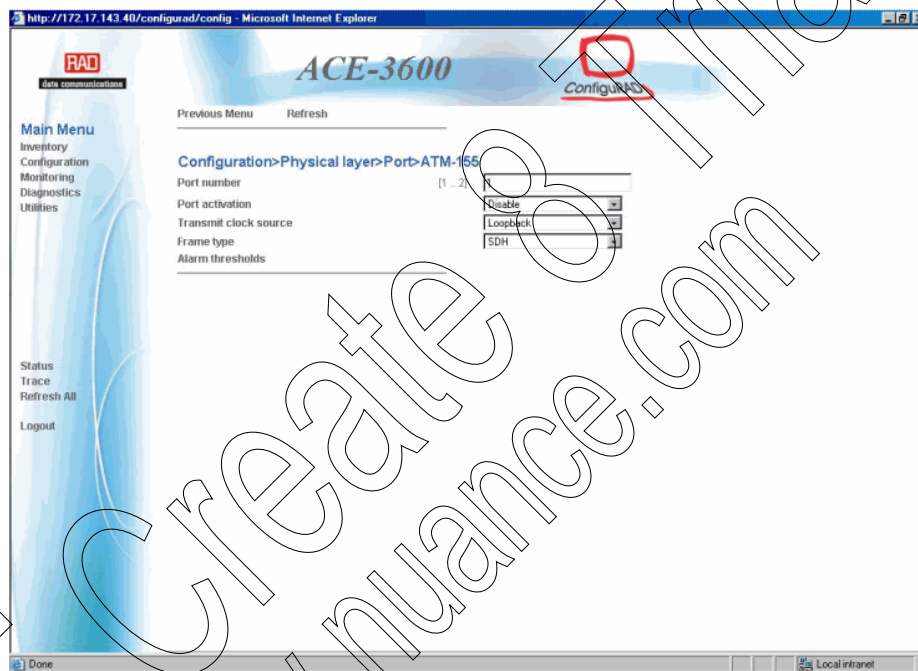 http://172.17.143.40/configurad/config - Microsoft Internet Explorer
RAD
data communications
ACE-3600
ConfiguRAD
Previous Menu Refresh
Main Menu
Inventory
Configuration
Monitoring
Diagnostics
Utilities
Configuration>Physical layer>Port>ATM-155
Port number [1 .. 2] 1
Port activation Disable
Transmit clock source Loopback
Frame type SDH
Alarm thresholds
Status
Trace
Refresh All
Logout
Create 8 Tri
nuance.com
Done
Local intranet